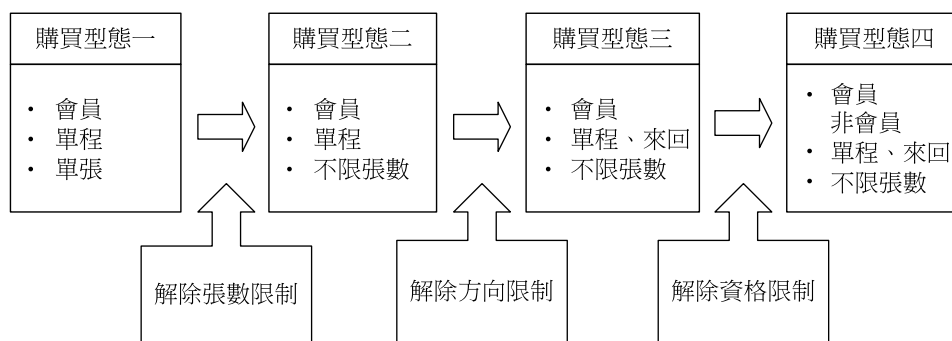 購買型態一
・ 會員
・ 單程
・ 單張
購買型態二
・ 會員
・ 單程
・ 不限張數
購買型態三
・ 會員
・ 單程、來回
・ 不限張數
購買型態四
・ 會員
非會員
・ 單程、來回
・ 不限張數
解除張數限制
解除方向限制
解除資格限制